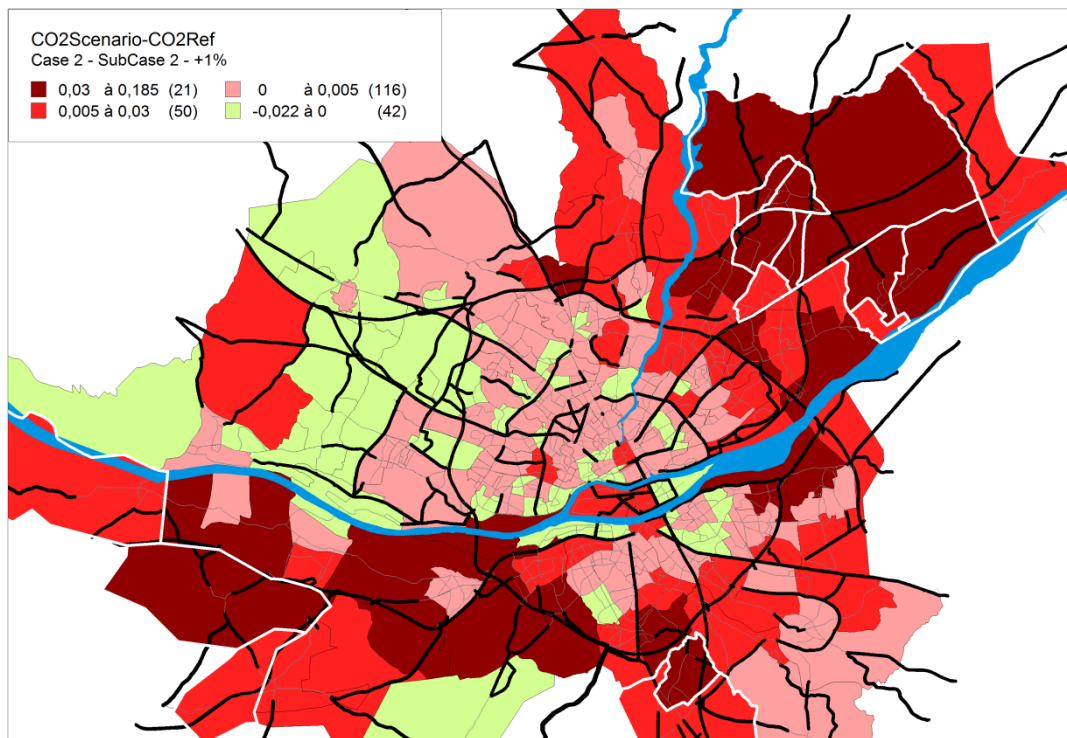 CO2Scenario-CO2Ref
Case 2 - SubCase 2 - +1%
0,03 à 0,185 (21) 0 à 0,005 (116)
0,005 à 0,03 (50) -0,022 à 0 (42)